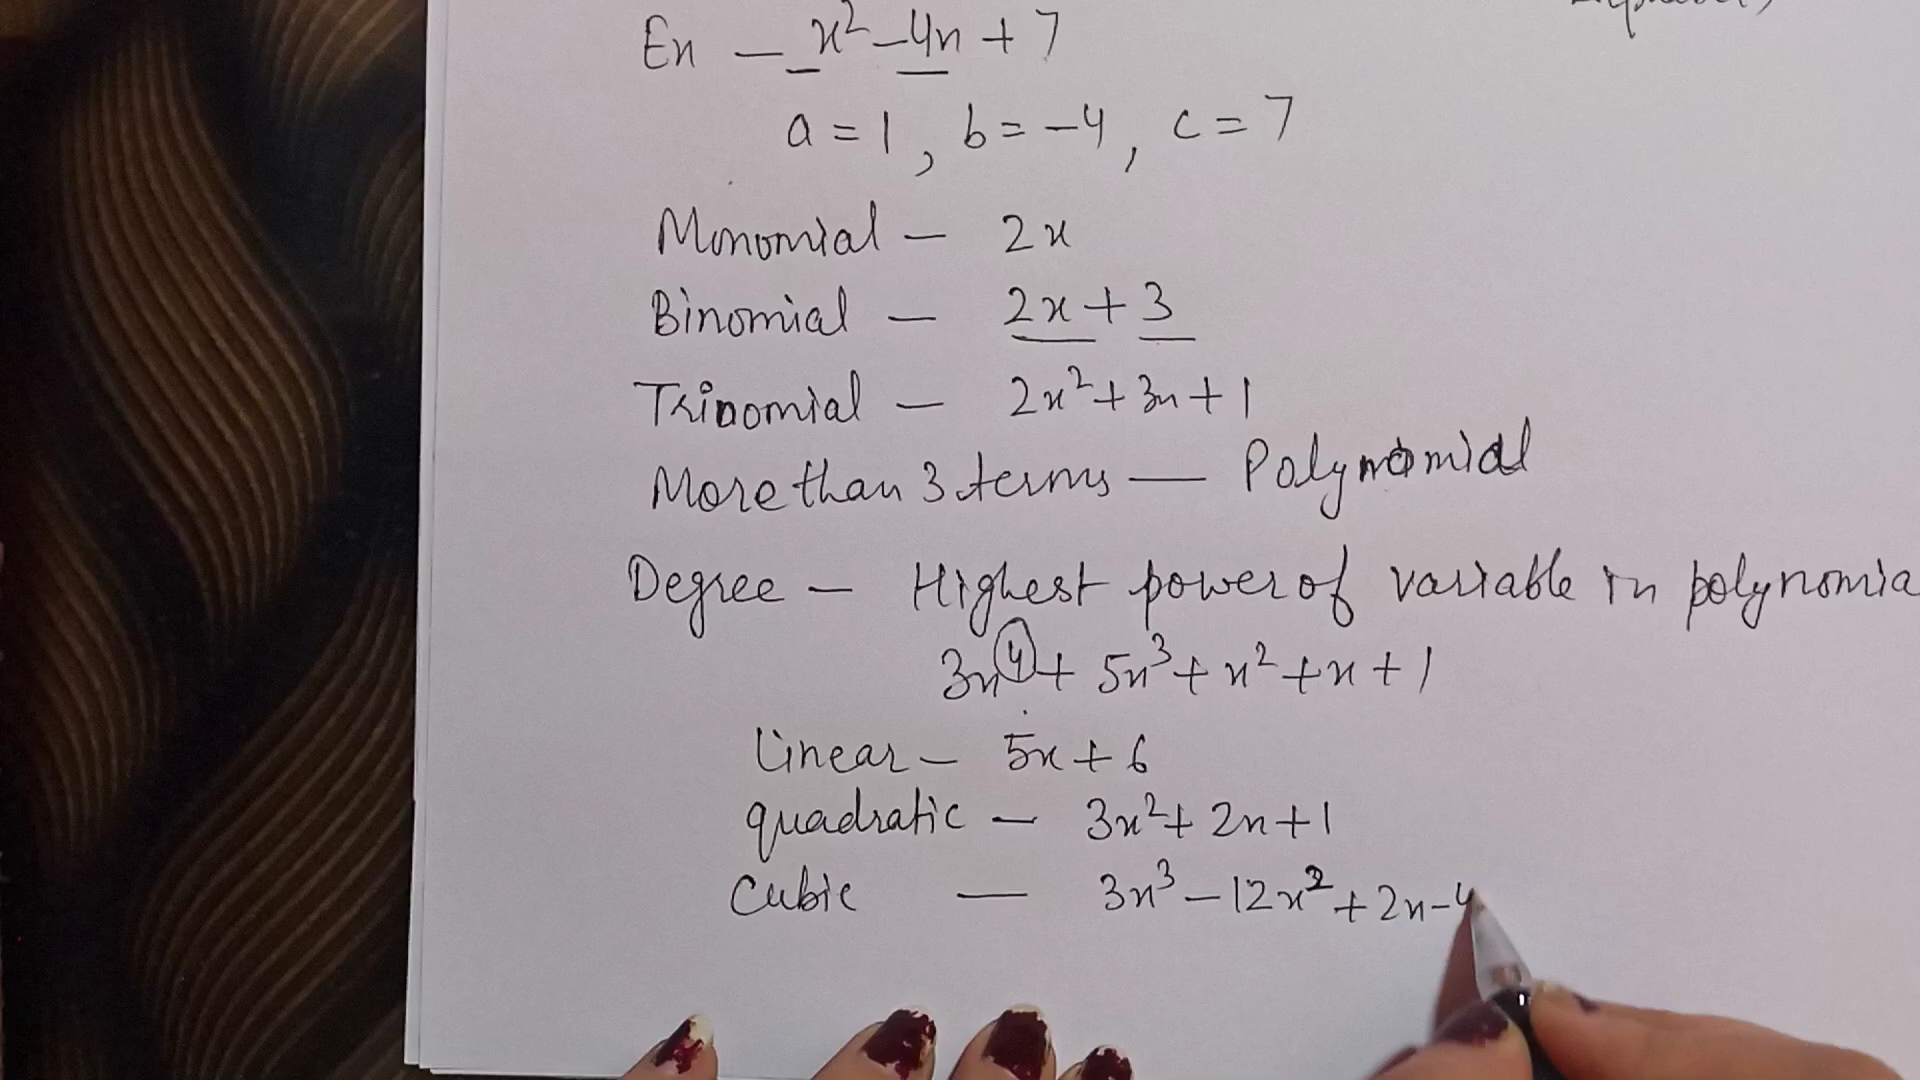 Ex - x² - 4x + 7
a = 1, b = -4, c = 7
Monomial - 2x
Binomial - 2x + 3
Trinomial - 2x² + 3x + 1
More than 3 terms - Polynomial
Degree - Highest power of variable in polynomia
3x⁴ + 5x³ + x² + x + 1
Linear - 5x + 6
quadratic - 3x² + 2x + 1
Cubic - 3x³ - 12x² + 2x - 4